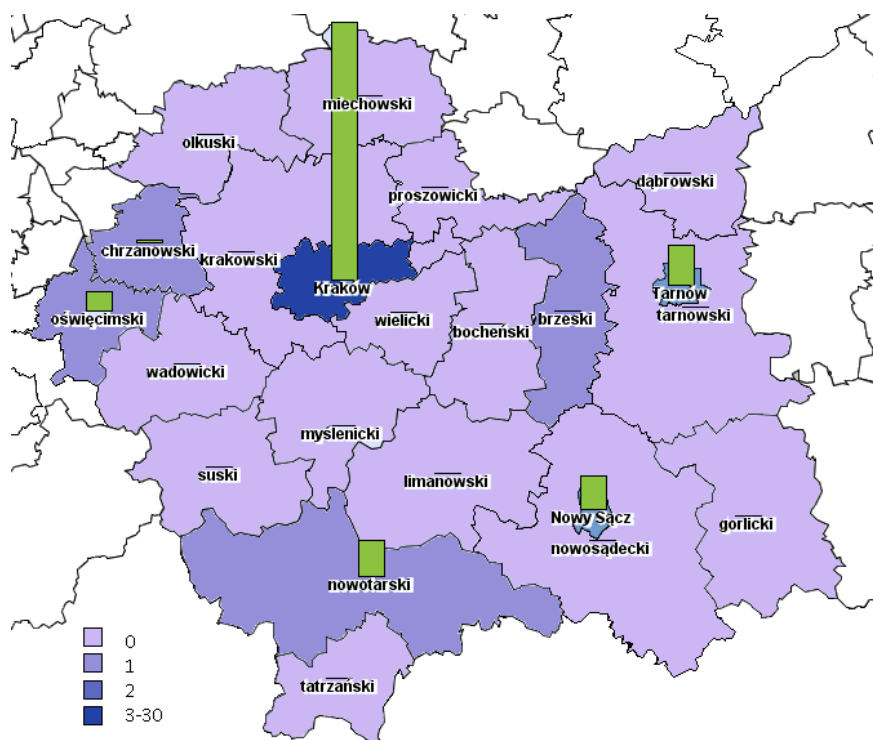 miechowski
olkuski
dąbrowski
proszowicki
chrzanowski
krakowski
Kraków
Tarnów
oświęcimski
tarnowski
wielicki
bocheński
brzeski
wadowicki
myslenicki
suski
limanowski
Nowy Sącz
gorlicki
nowosądecki
nowotarski
tatrzański
0
1
2
3-30